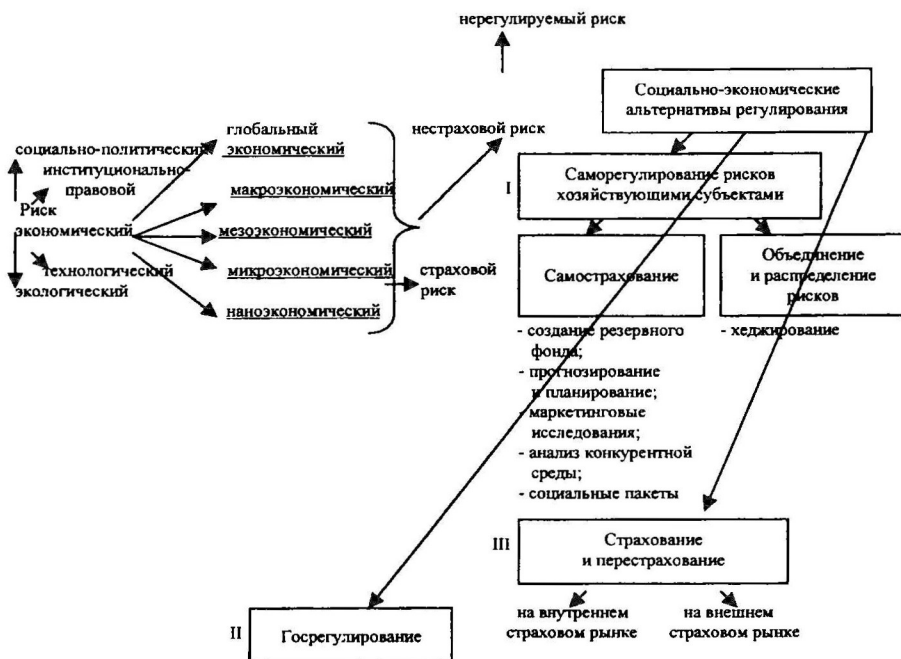 нерегулируемый риск
Социально-экономические
альтернативы регулирования
глобальный
экономический
нестраховой риск
социально-политический
институционально-
правовой
I
Саморегулирование рисков
хозяйствующими субъектами
макроэкономический
Риск
экономический
мезоэкономический
технологический
экологический
микроэкономический
страховой
риск
наноэкономический
Самострахование
Объединение
и распределение
рисков
- создание резервного
фонда;
- прогнозирование
и планирование;
- маркетинговые
исследования;
- анализ конкурентной
среды;
- социальные пакеты
- хеджирование
III
Страхование
и перестрахование
на внутреннем
страховом рынке
на внешнем
страховом рынке
II
Госрегулирование